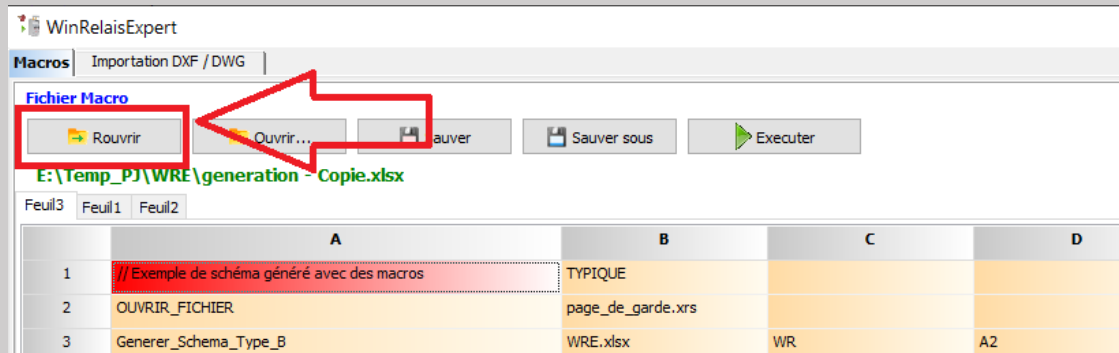 WinRelaisExpert
Macros Importation DXF / DWG
Fichier Macro
Rouvrir Ouvrir... Sauver Sauver sous Executer
E:\Temp_PJ\WRE\generation - Copie.xlsx
Feuil3 Feuil1 Feuil2
A B C D
1 // Exemple de schéma généré avec des macros TYPIQUE
2 OUVRIR_FICHIER page_de_garde.xrs
3 Generer_Schema_Type_B WRE.xlsx WR A2